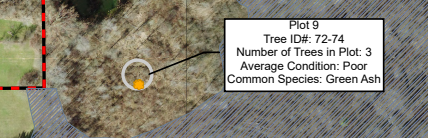 Plot 9
Tree ID#: 72-74
Number of Trees in Plot: 3
Average Condition: Poor
Common Species: Green Ash